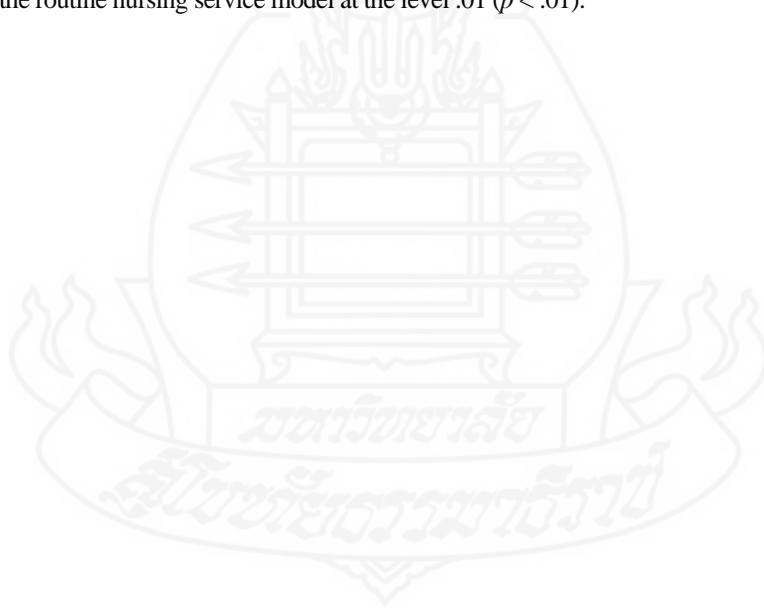 the routine nursing service model at the level .01 (p < .01).
มหาวิทยาลัย
สุโขทัยธรรมาธิราช